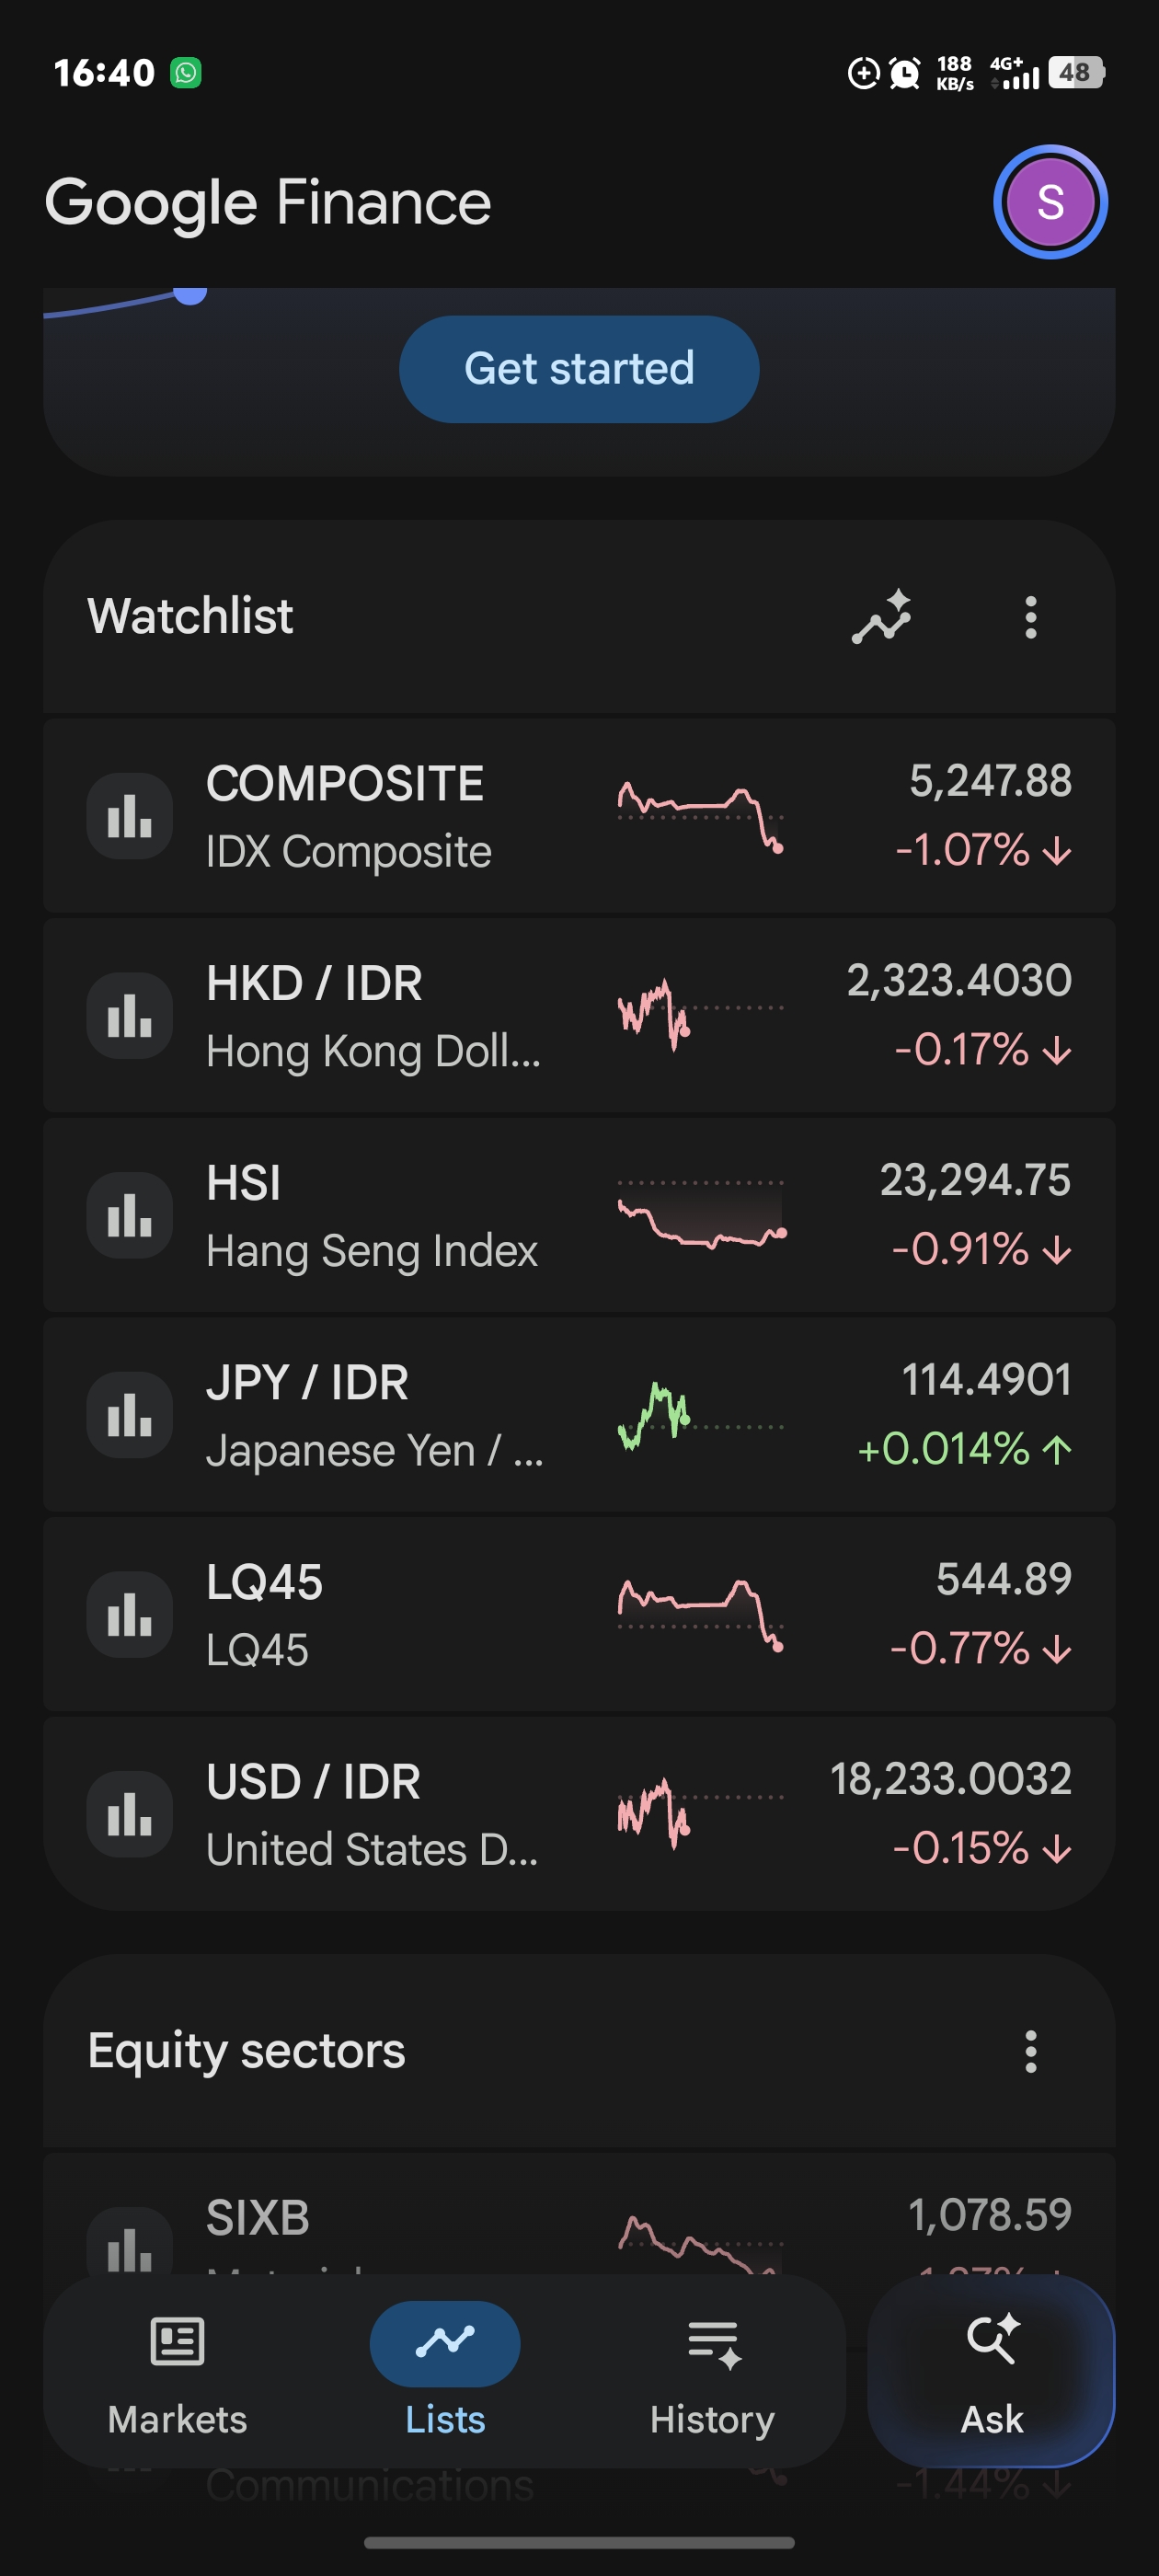 16:40
188 KB/s 4G+ 48
Google Finance
S
Get started
Watchlist
COMPOSITE 5,247.88
IDX Composite -1.07% ↓
HKD / IDR 2,323.4030
Hong Kong Doll... -0.17% ↓
HSI 23,294.75
Hang Seng Index -0.91% ↓
JPY / IDR 114.4901
Japanese Yen / ... +0.014% ↑
LQ45 544.89
LQ45 -0.77% ↓
USD / IDR 18,233.0032
United States D... -0.15% ↓
Equity sectors
SIXB 1,078.59
Markets Lists History Ask
Communications -1.44% ↓